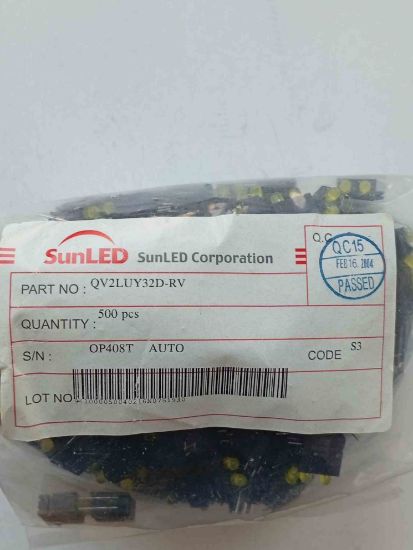 SunLED SunLED Corporation
Q.C
QC15
FEB 16. 2004
PASSED
PART NO : QV2LUY32D-RV
QUANTITY : 500 pcs
S/N : OP408T AUTO CODE S3
LOT NO